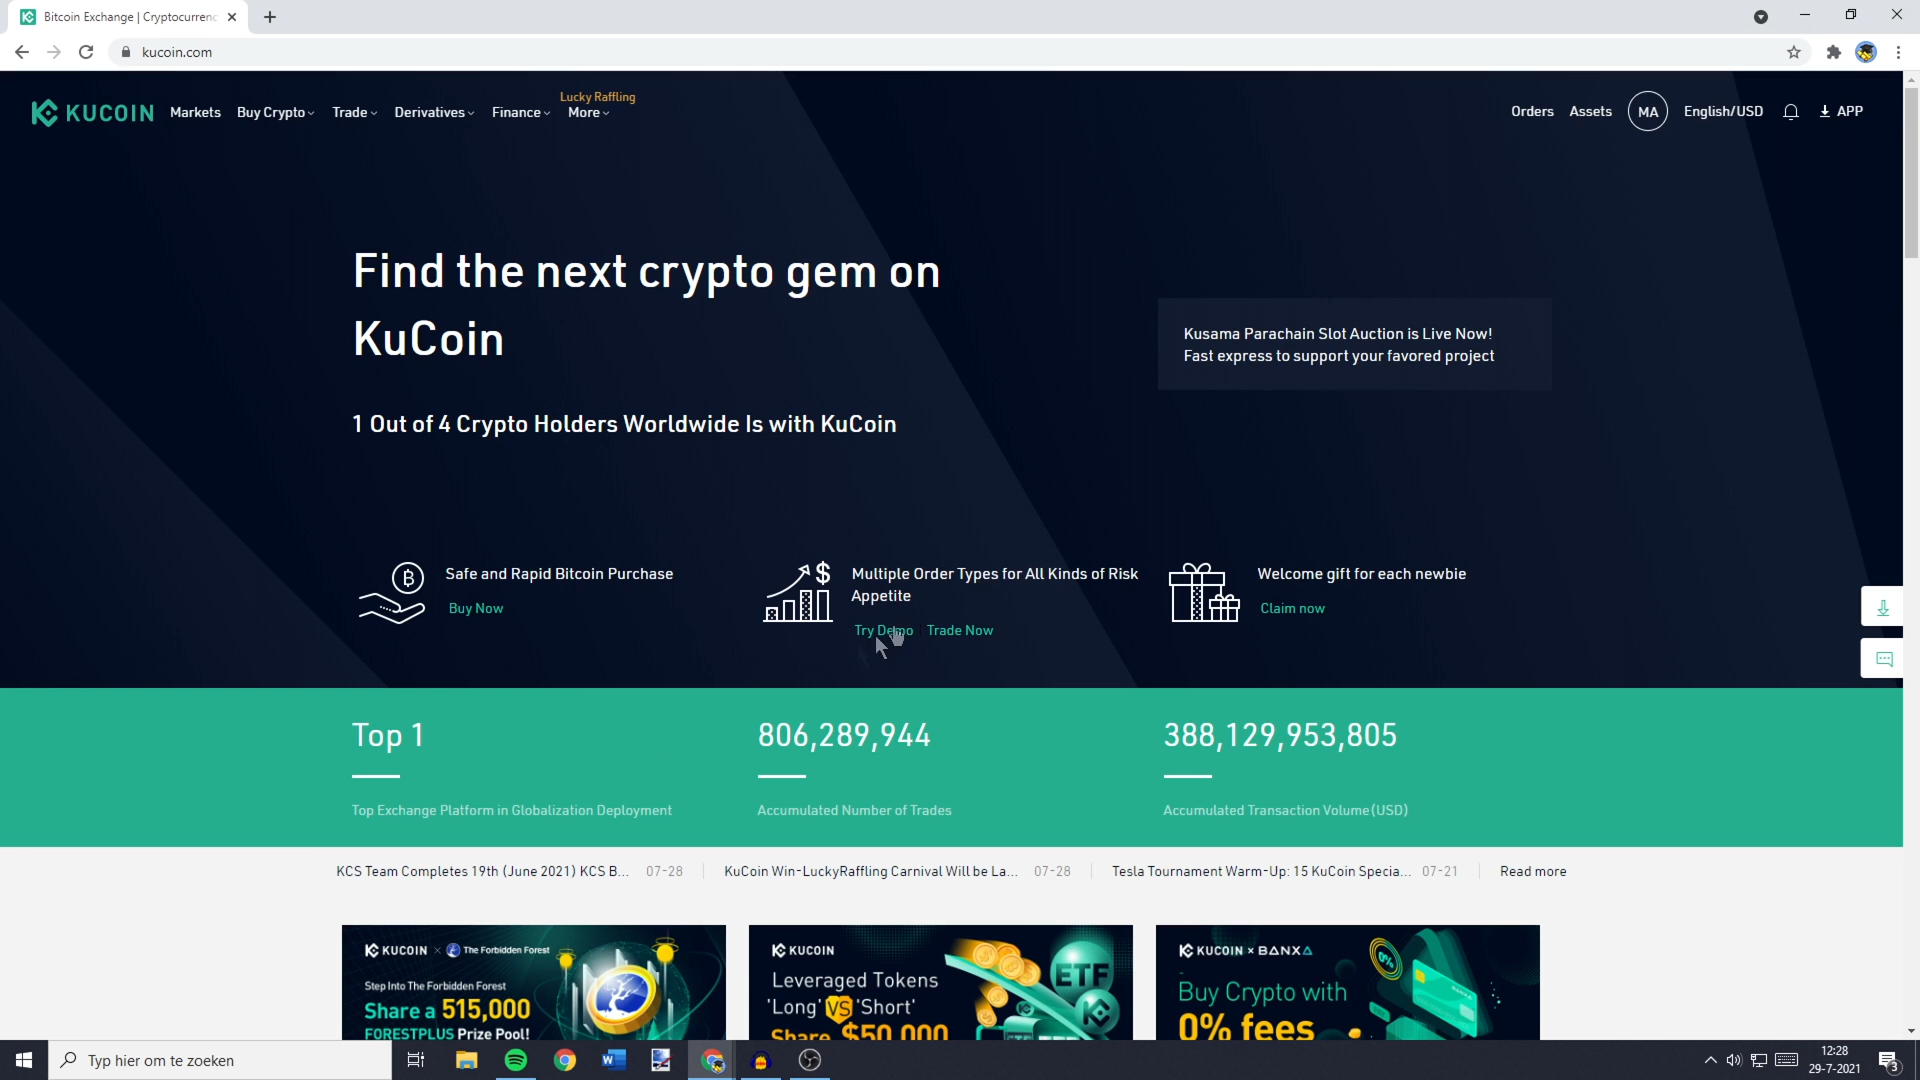 Bitcoin Exchange | Cryptocurrenc
kucoin.com
KUCOIN
Markets
Buy Crypto
Trade
Derivatives
Finance
Lucky Raffling
More
Orders
Assets
MA
English/USD
APP
Find the next crypto gem on
KuCoin
1 Out of 4 Crypto Holders Worldwide Is with KuCoin
Kusama Parachain Slot Auction is Live Now!
Fast express to support your favored project
Safe and Rapid Bitcoin Purchase
Buy Now
Multiple Order Types for All Kinds of Risk
Appetite
Try Demo
Trade Now
Welcome gift for each newbie
Claim now
Top 1
Top Exchange Platform in Globalization Deployment
806,289,944
Accumulated Number of Trades
388,129,953,805
Accumulated Transaction Volume(USD)
KCS Team Completes 19th (June 2021) KCS B... 07-28
KuCoin Win-LuckyRaffling Carnival Will be La... 07-28
Tesla Tournament Warm-Up: 15 KuCoin Specia... 07-21
Read more
KUCOIN × The Forbidden Forest
Step Into The Forbidden Forest
Share a 515,000
FORESTPLUS Prize Pool!
KUCOIN
Leveraged Tokens
'Long' VS 'Short'
Share $50,000
ETF
KUCOIN × BANXA
Buy Crypto with
0% fees
0%
Typ hier om te zoeken
12:28
29-7-2021
3